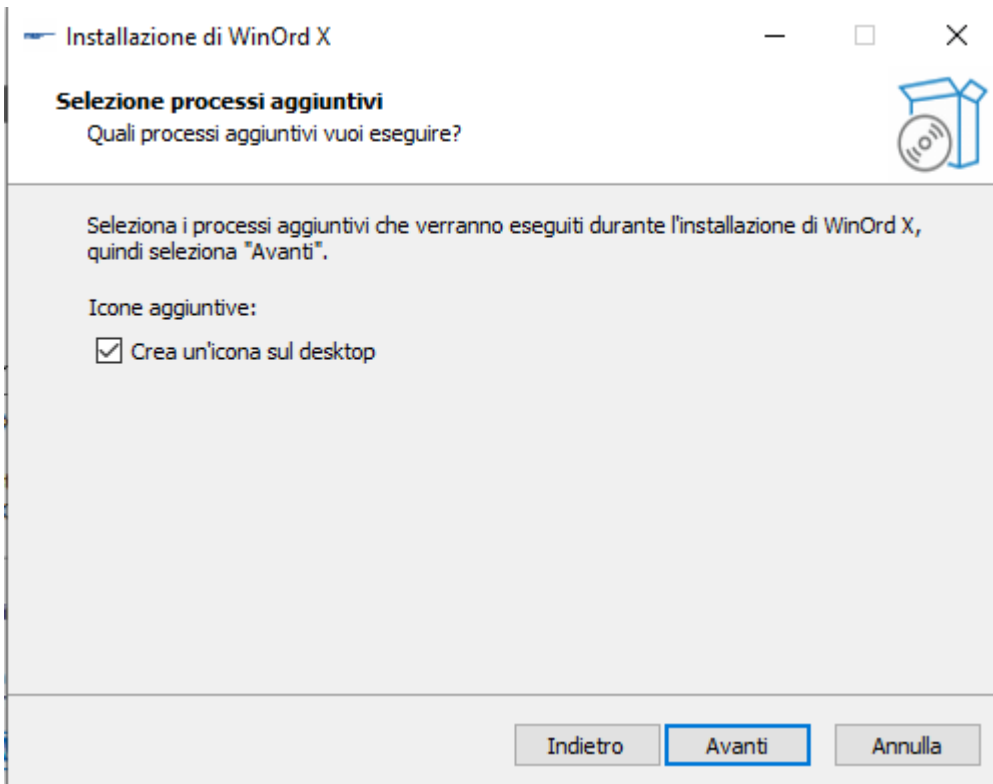 Installazione di WinOrd X
Selezione processi aggiuntivi
Quali processi aggiuntivi vuoi eseguire?
Seleziona i processi aggiuntivi che verranno eseguiti durante l'installazione di WinOrd X,
quindi seleziona "Avanti".
Icone aggiuntive:
Crea un'icona sul desktop
Indietro
Avanti
Annulla